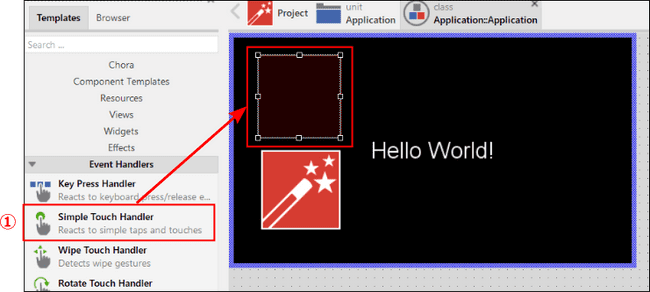 Templates
Browser
Search ...
Chora
Component Templates
Resources
Views
Widgets
Effects
Event Handlers
Key Press Handler
Reacts to keyboard press/release e...
①
Simple Touch Handler
Reacts to simple taps and touches
Wipe Touch Handler
Detects wipe gestures
Rotate Touch Handler
Project
unit
Application
class
Application::Application
Hello World!